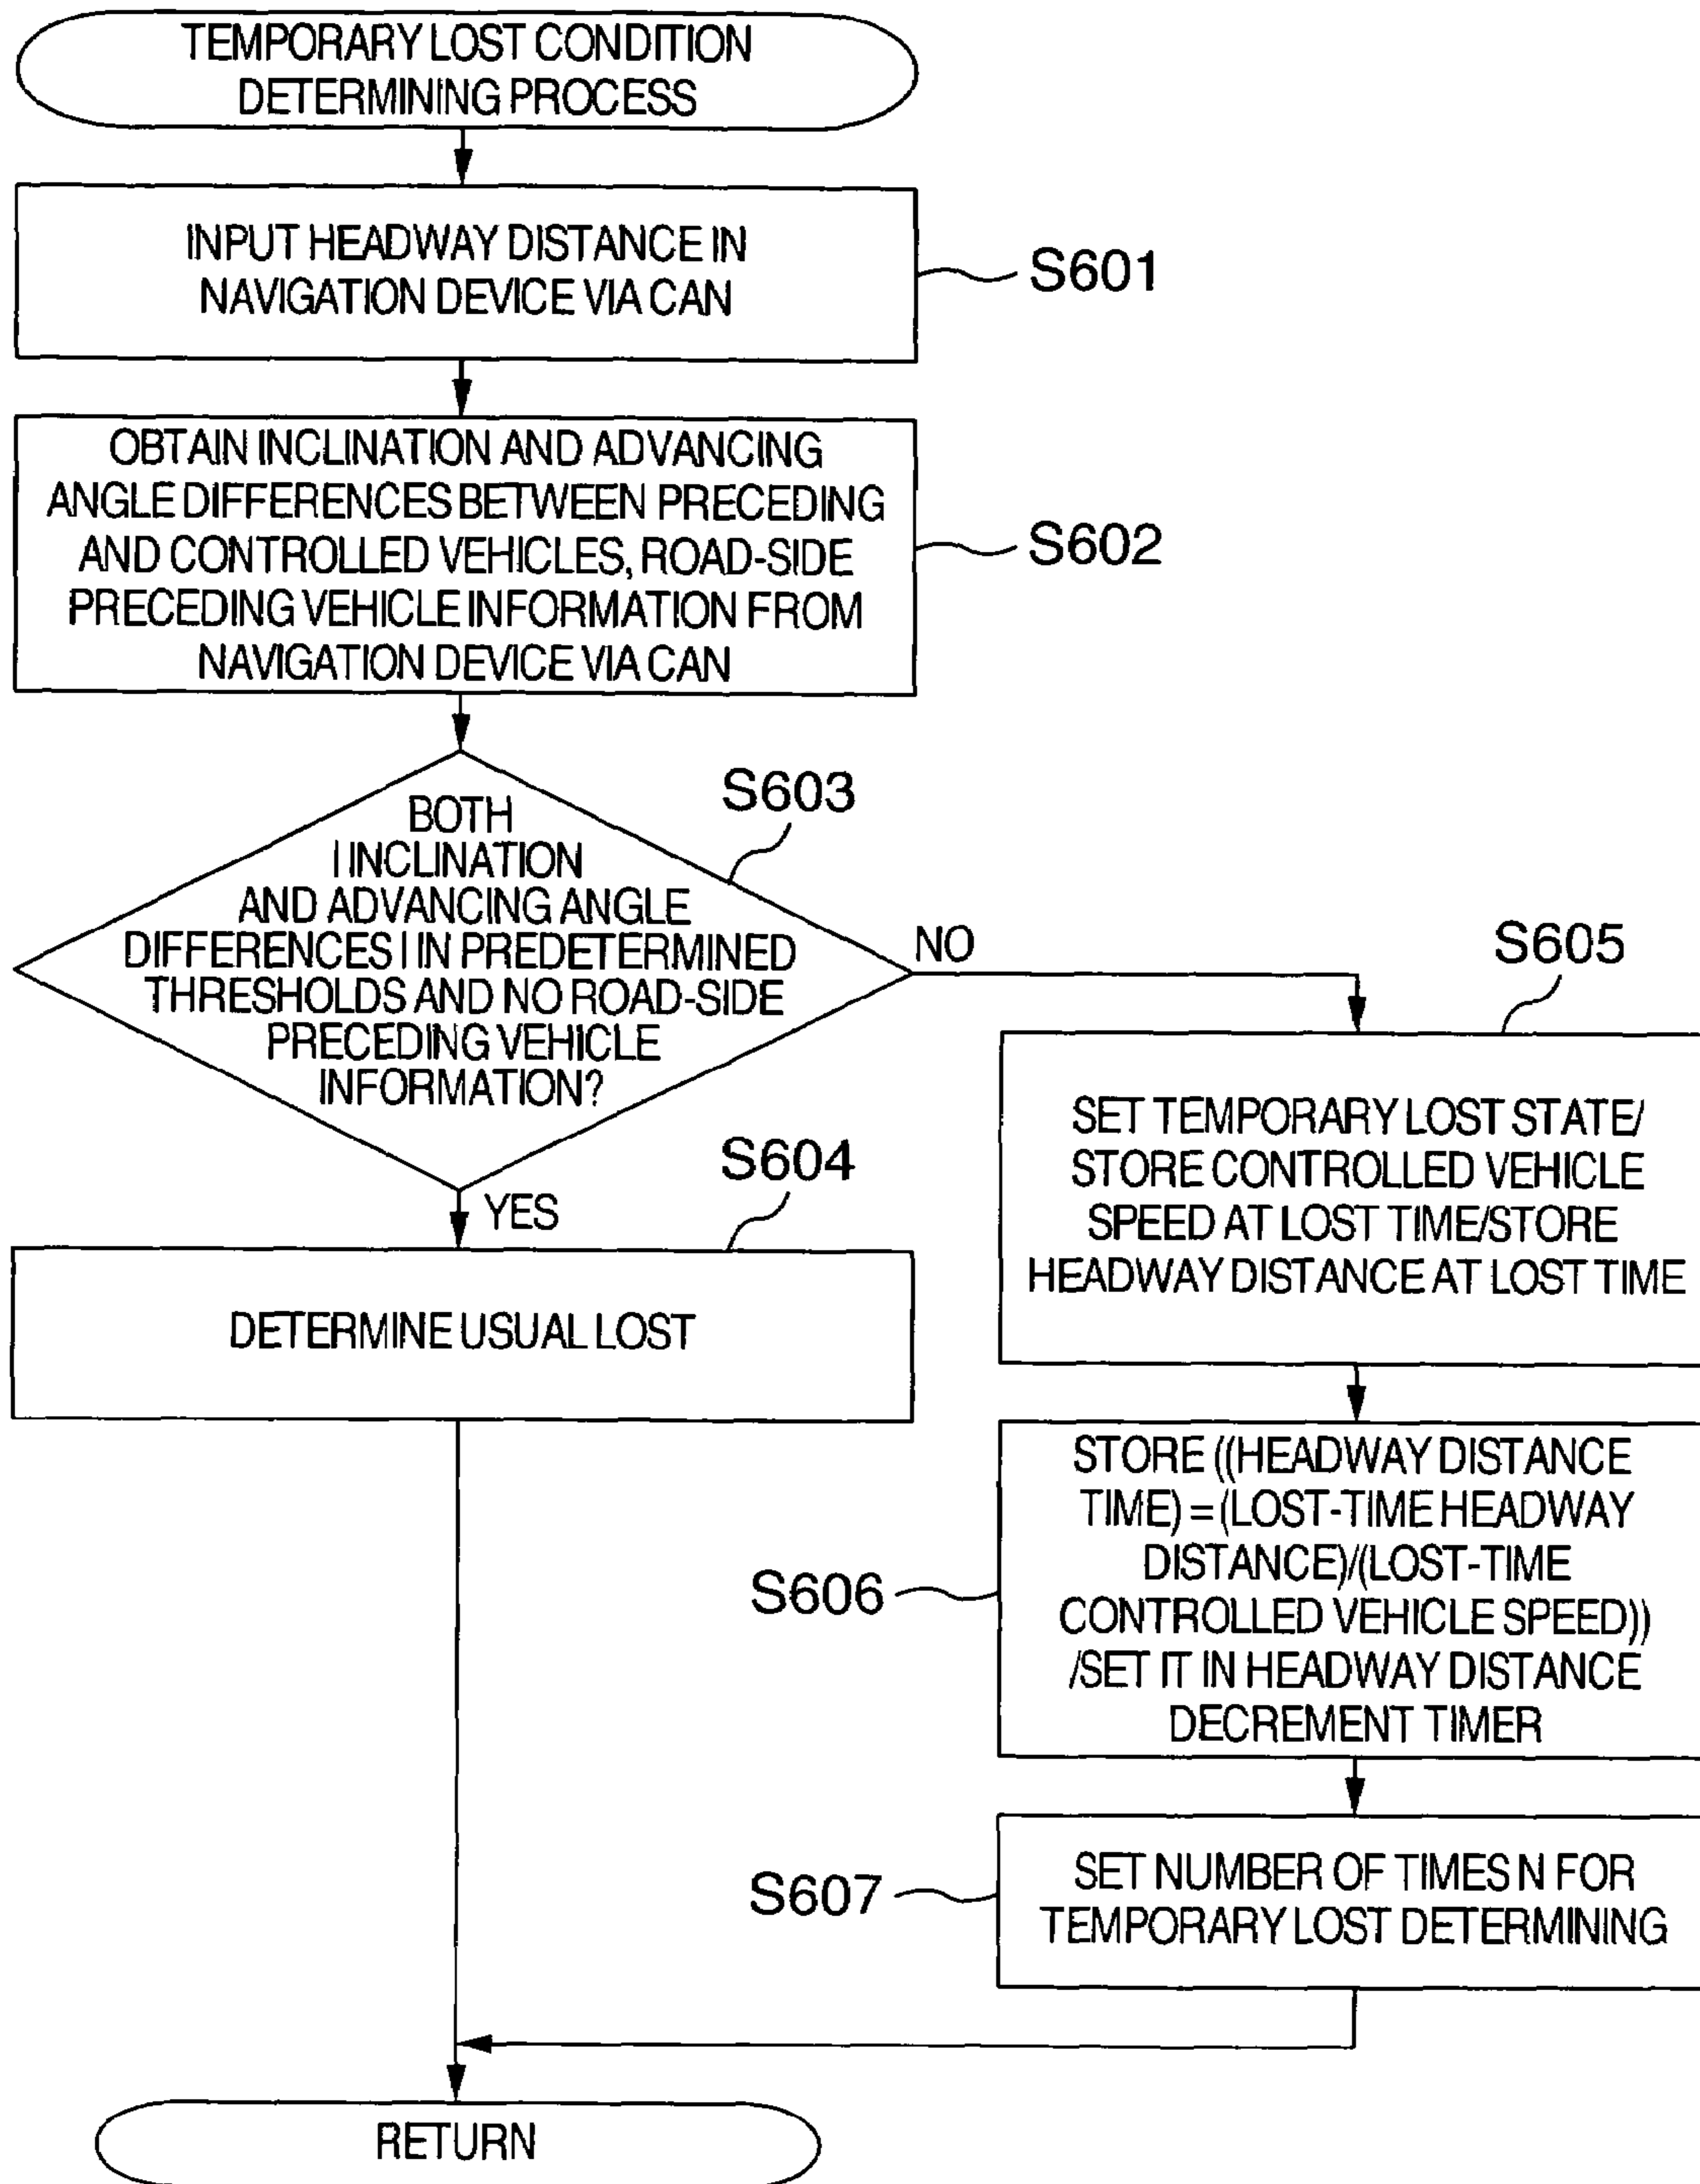 TEMPORARY LOST CONDITION
DETERMINING PROCESS
INPUT HEADWAY DISTANCE IN
NAVIGATION DEVICE VIA CAN
S601
OBTAIN INCLINATION AND ADVANCING
ANGLE DIFFERENCES BETWEEN PRECEDING
AND CONTROLLED VEHICLES, ROAD-SIDE
PRECEDING VEHICLE INFORMATION FROM
NAVIGATION DEVICE VIA CAN
S602
S603
BOTH
| INCLINATION
AND ADVANCING ANGLE
DIFFERENCES | IN PREDETERMINED
THRESHOLDS AND NO ROAD-SIDE
PRECEDING VEHICLE
INFORMATION?
NO
YES
S604
DETERMINE USUAL LOST
S605
SET TEMPORARY LOST STATE/
STORE CONTROLLED VEHICLE
SPEED AT LOST TIME/STORE
HEADWAY DISTANCE AT LOST TIME
S606
STORE ((HEADWAY DISTANCE
TIME) = (LOST-TIME HEADWAY
DISTANCE)/(LOST-TIME
CONTROLLED VEHICLE SPEED))
/SET IT IN HEADWAY DISTANCE
DECREMENT TIMER
S607
SET NUMBER OF TIMES N FOR
TEMPORARY LOST DETERMINING
RETURN